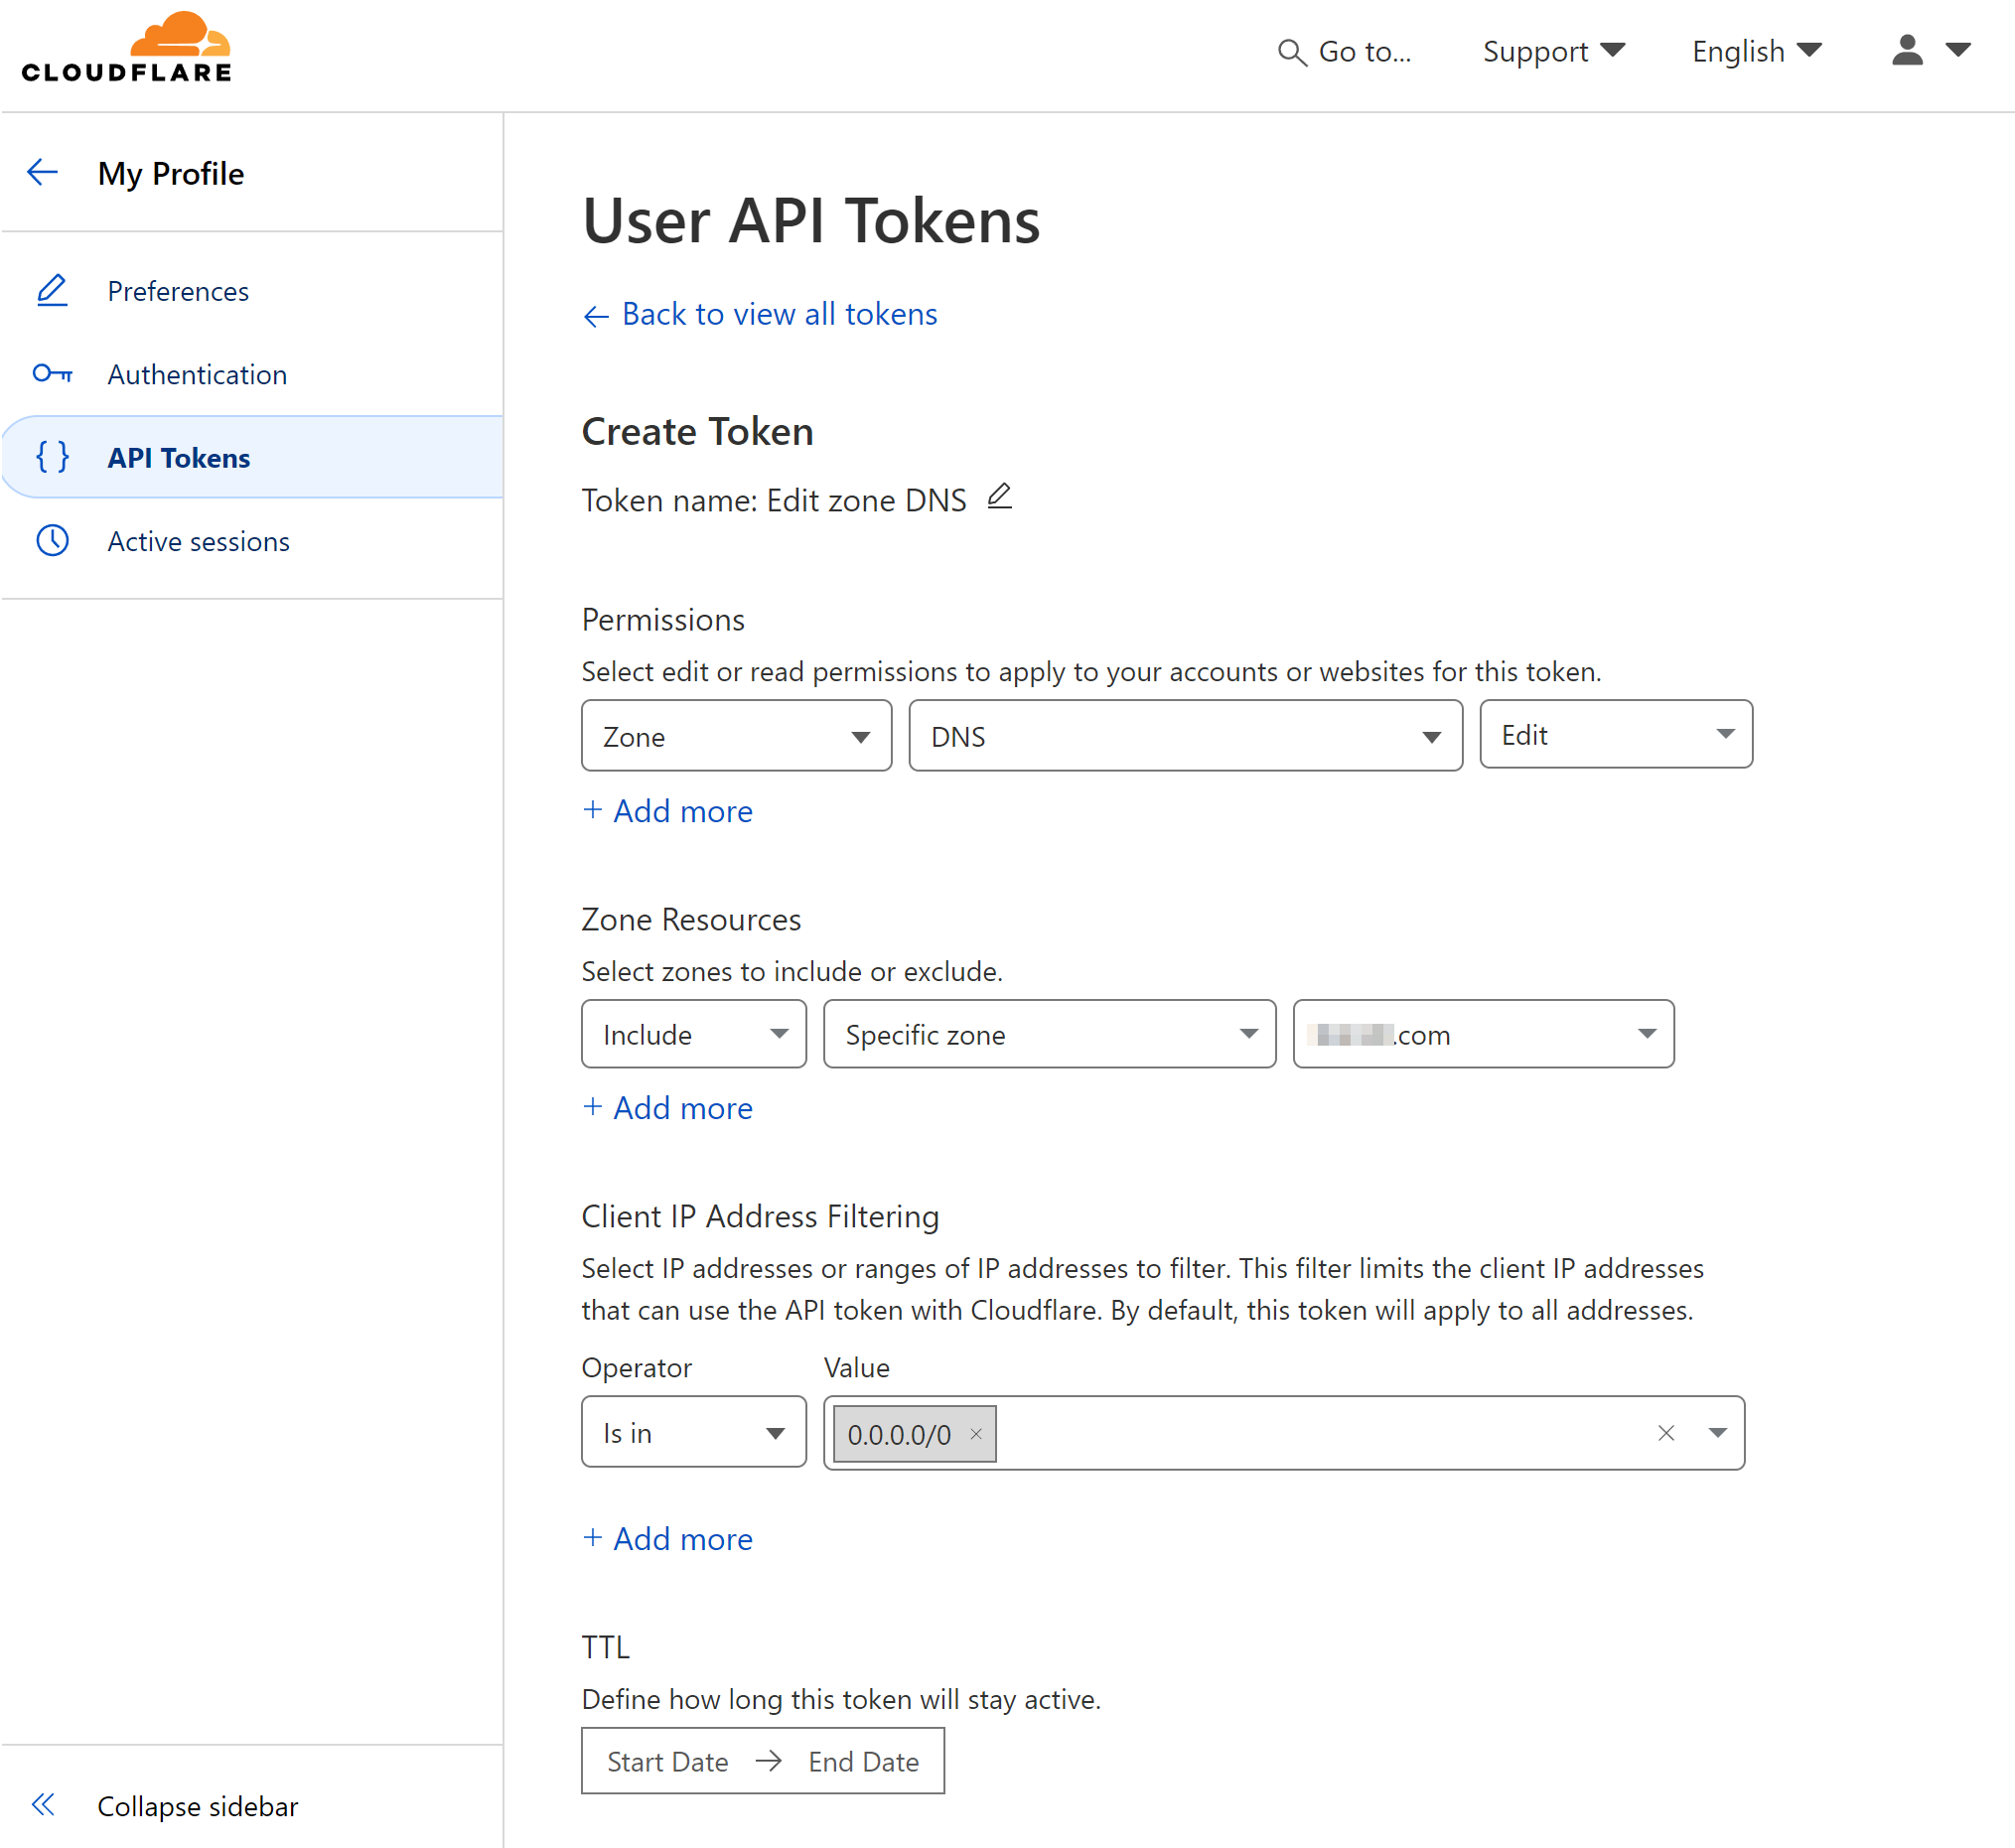 CLOUDFLARE
Go to...
Support
English
My Profile
Preferences
Authentication
API Tokens
Active sessions
Collapse sidebar
User API Tokens
Back to view all tokens
Create Token
Token name: Edit zone DNS
Permissions
Select edit or read permissions to apply to your accounts or websites for this token.
Zone DNS Edit
+ Add more
Zone Resources
Select zones to include or exclude.
Include Specific zone .com
+ Add more
Client IP Address Filtering
Select IP addresses or ranges of IP addresses to filter. This filter limits the client IP addresses
that can use the API token with Cloudflare. By default, this token will apply to all addresses.
Operator Value
Is in 0.0.0.0/0 ×
+ Add more
TTL
Define how long this token will stay active.
Start Date → End Date